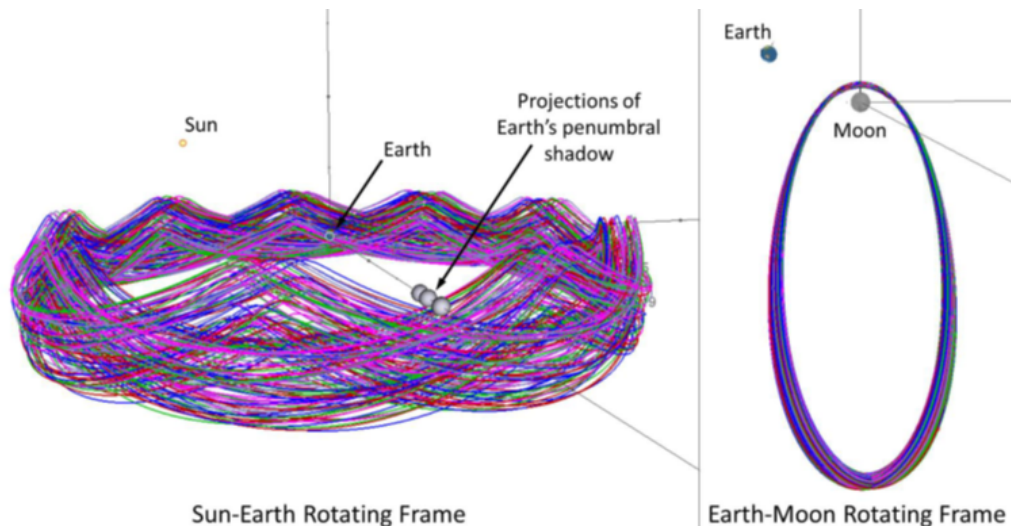 Sun
Earth
Projections of
Earth's penumbral
shadow
Sun-Earth Rotating Frame
Earth
Moon
Earth-Moon Rotating Frame